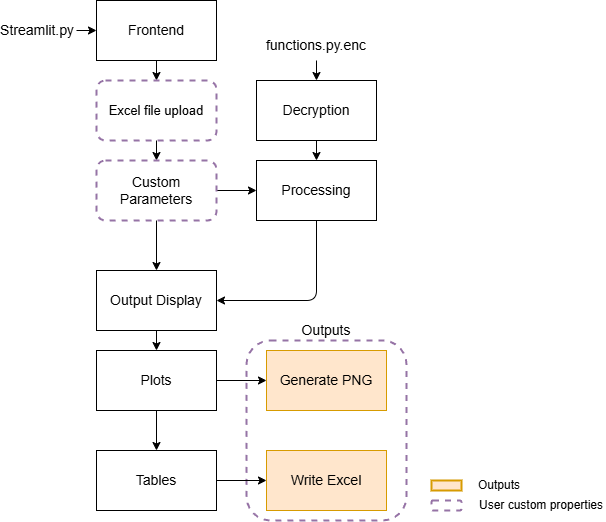 Streamlit.py
Frontend
functions.py.enc
Excel file upload
Decryption
Custom
Parameters
Processing
Output Display
Outputs
Plots
Generate PNG
Tables
Write Excel
Outputs
User custom properties